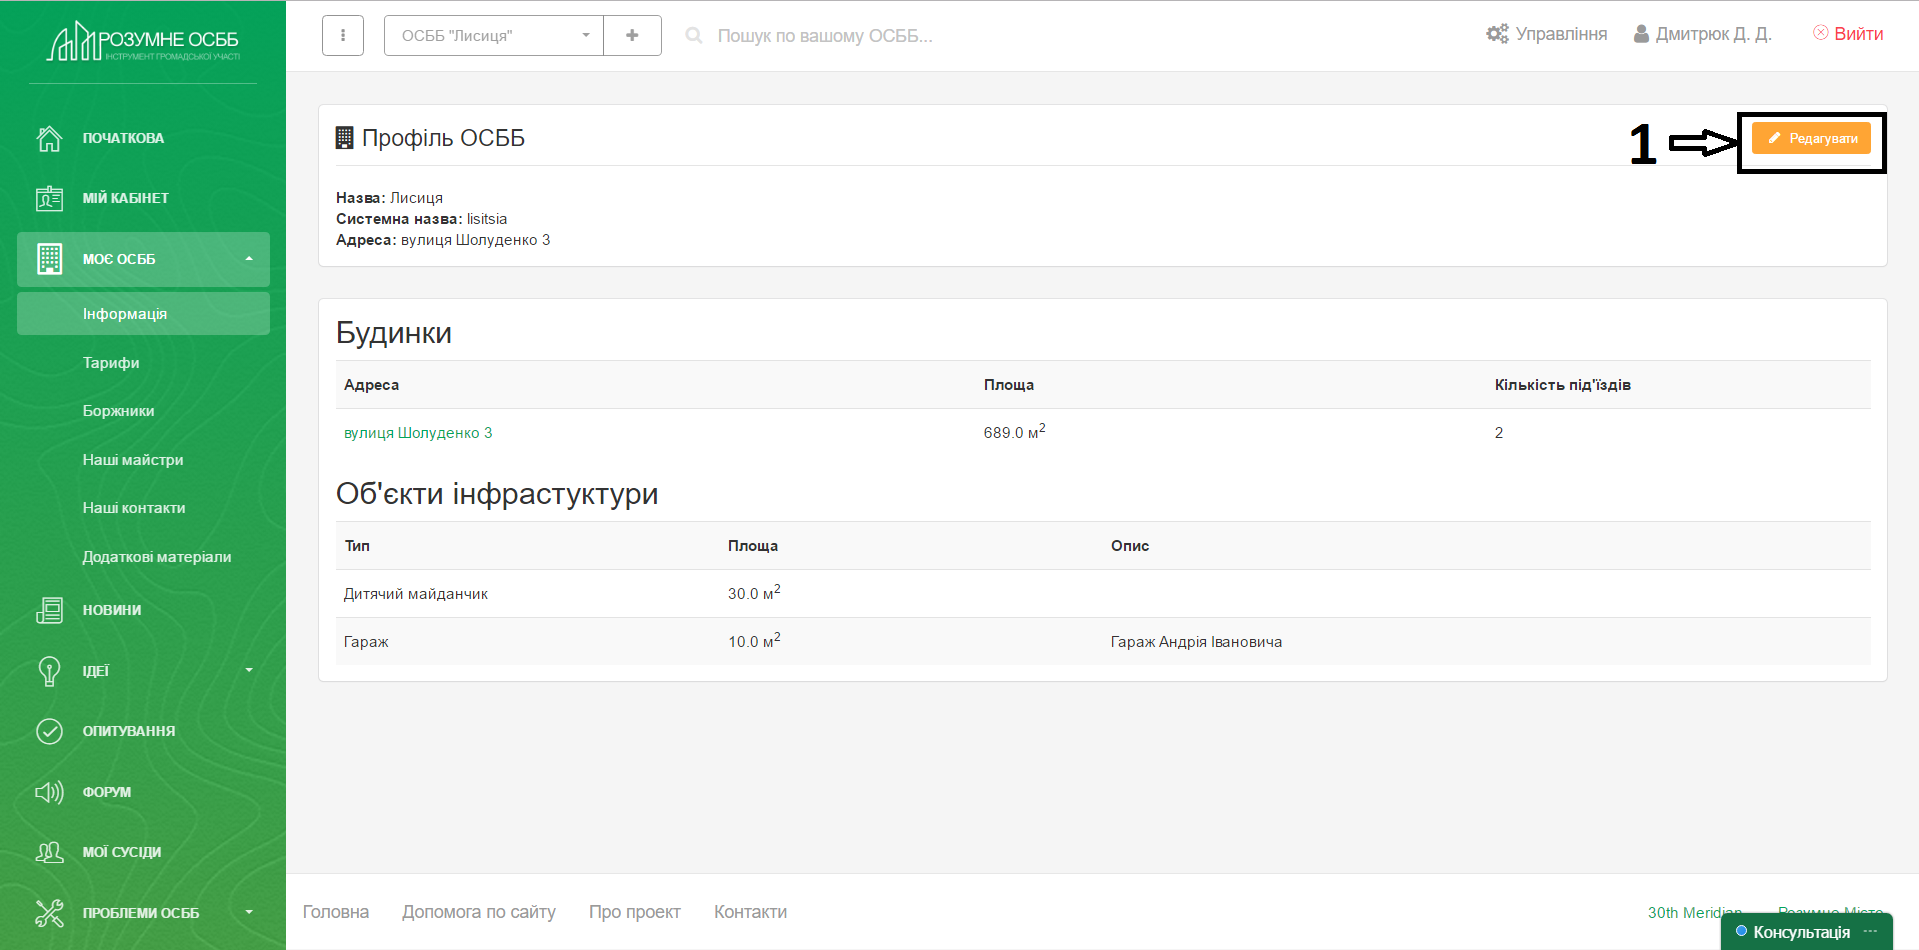 РОЗУМНЕ ОСББ
ІНСТРУМЕНТ ГРОМАДСЬКОЇ УЧАСТІ
ПОЧАТКОВА
МІЙ КАБІНЕТ
МОЄ ОСББ
Інформація
Тарифи
Боржники
Наші майстри
Наші контакти
Додаткові матеріали
НОВИНИ
ІДЕЇ
ОПИТУВАННЯ
ФОРУМ
МОЇ СУСІДИ
ПРОБЛЕМИ ОСББ
ОСББ "Лисиця"
Пошук по вашому ОСББ...
Управління
Дмитрюк Д. Д.
Вийти
Профіль ОСББ
1
Редагувати
Назва: Лисиця
Системна назва: lisitsia
Адреса: вулиця Шолуденко 3
Будинки
Адреса Площа Кількість під'їздів
вулиця Шолуденко 3 689.0 м2 2
Об'єкти інфрастуктури
Тип Площа Опис
Дитячий майданчик 30.0 м2
Гараж 10.0 м2 Гараж Андрія Івановича
Головна Допомога по сайту Про проект Контакти
30th Meridian Розумне Місто
Консультація